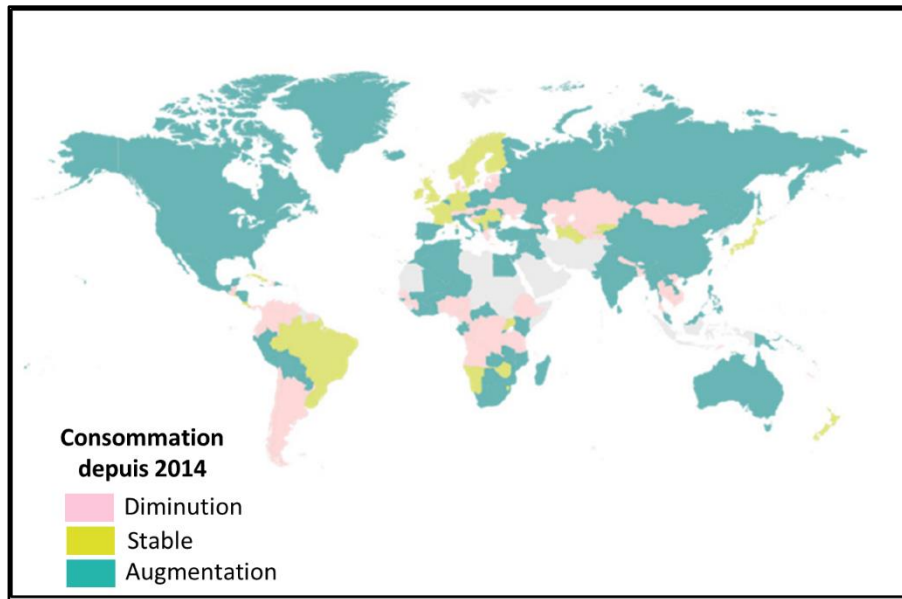 Consommation
depuis 2014
Diminution
Stable
Augmentation